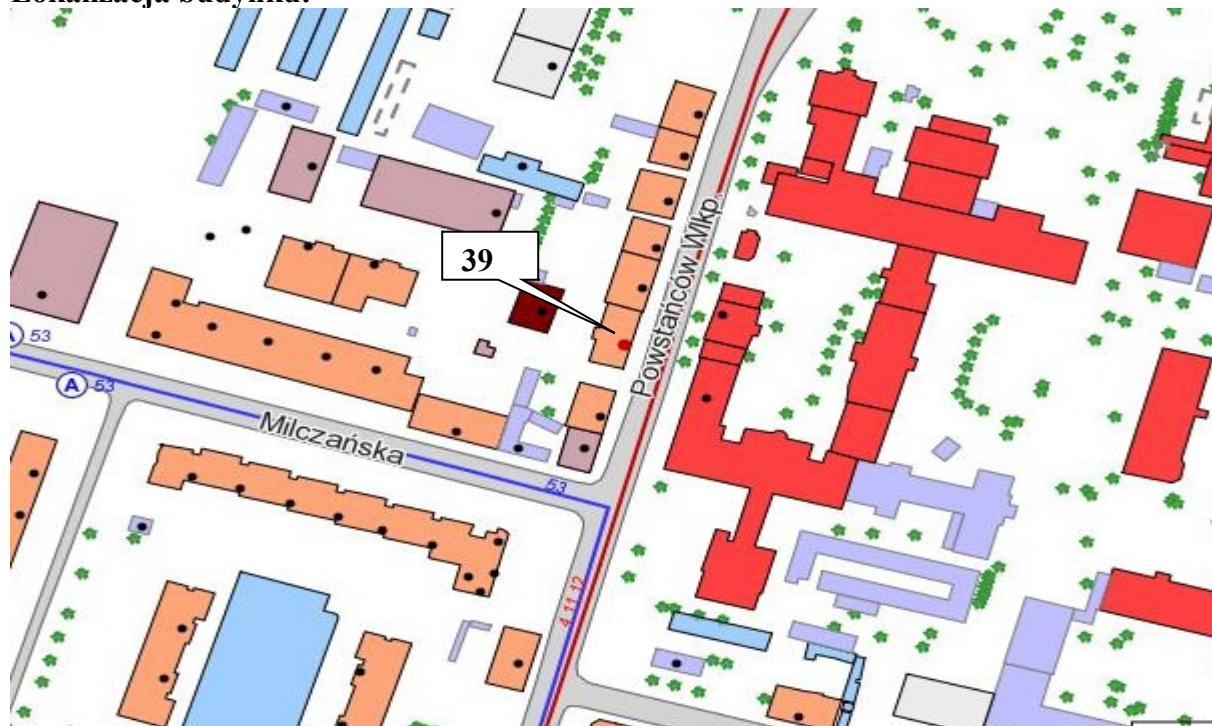 Lokalizacja budynku:
39
Powstańców Wlkp.
A 53
A 53
Milczańska
53
4 11 12